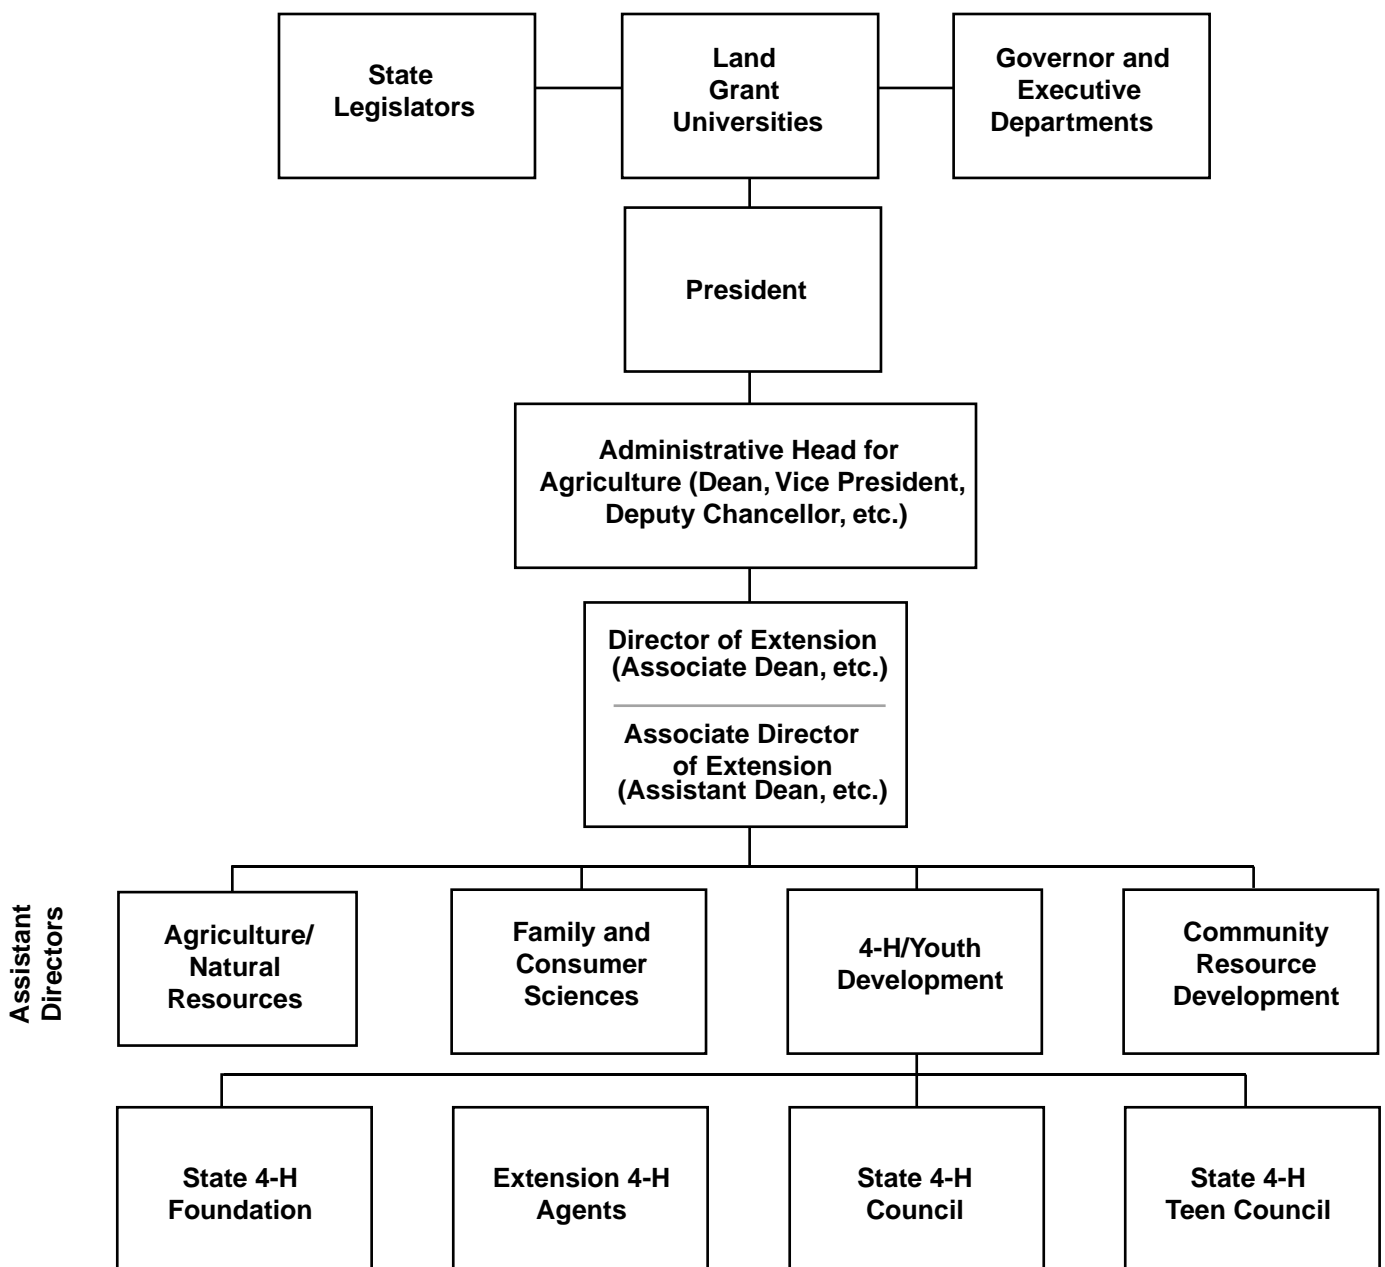 State
Legislators
Land
Grant
Universities
Governor and
Executive
Departments
President
Administrative Head for
Agriculture (Dean, Vice President,
Deputy Chancellor, etc.)
Director of Extension
(Associate Dean, etc.)
Associate Director
of Extension
(Assistant Dean, etc.)
Assistant
Directors
Agriculture/
Natural
Resources
Family and
Consumer
Sciences
4-H/Youth
Development
Community
Resource
Development
State 4-H
Foundation
Extension 4-H
Agents
State 4-H
Council
State 4-H
Teen Council